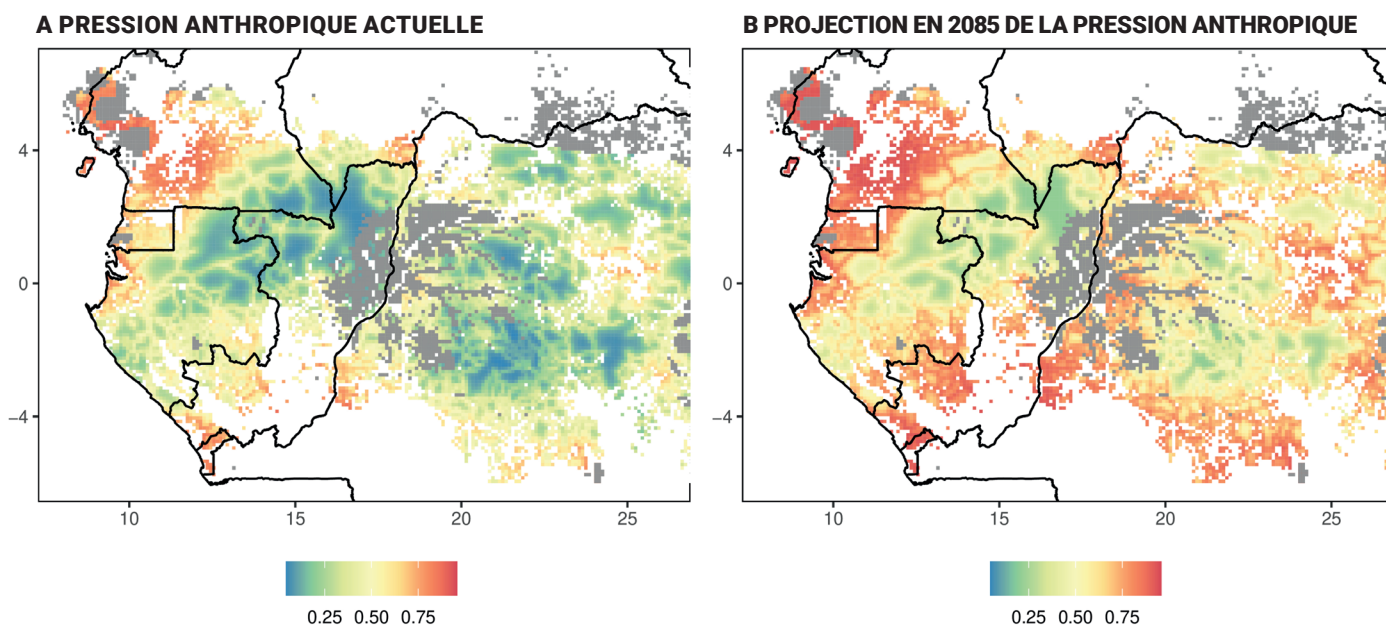 A PRESSION ANTHROPIQUE ACTUELLE
B PROJECTION EN 2085 DE LA PRESSION ANTHROPIQUE
4
0
−4
10 15 20 25
4
0
−4
10 15 20 25
0.25 0.50 0.75
0.25 0.50 0.75